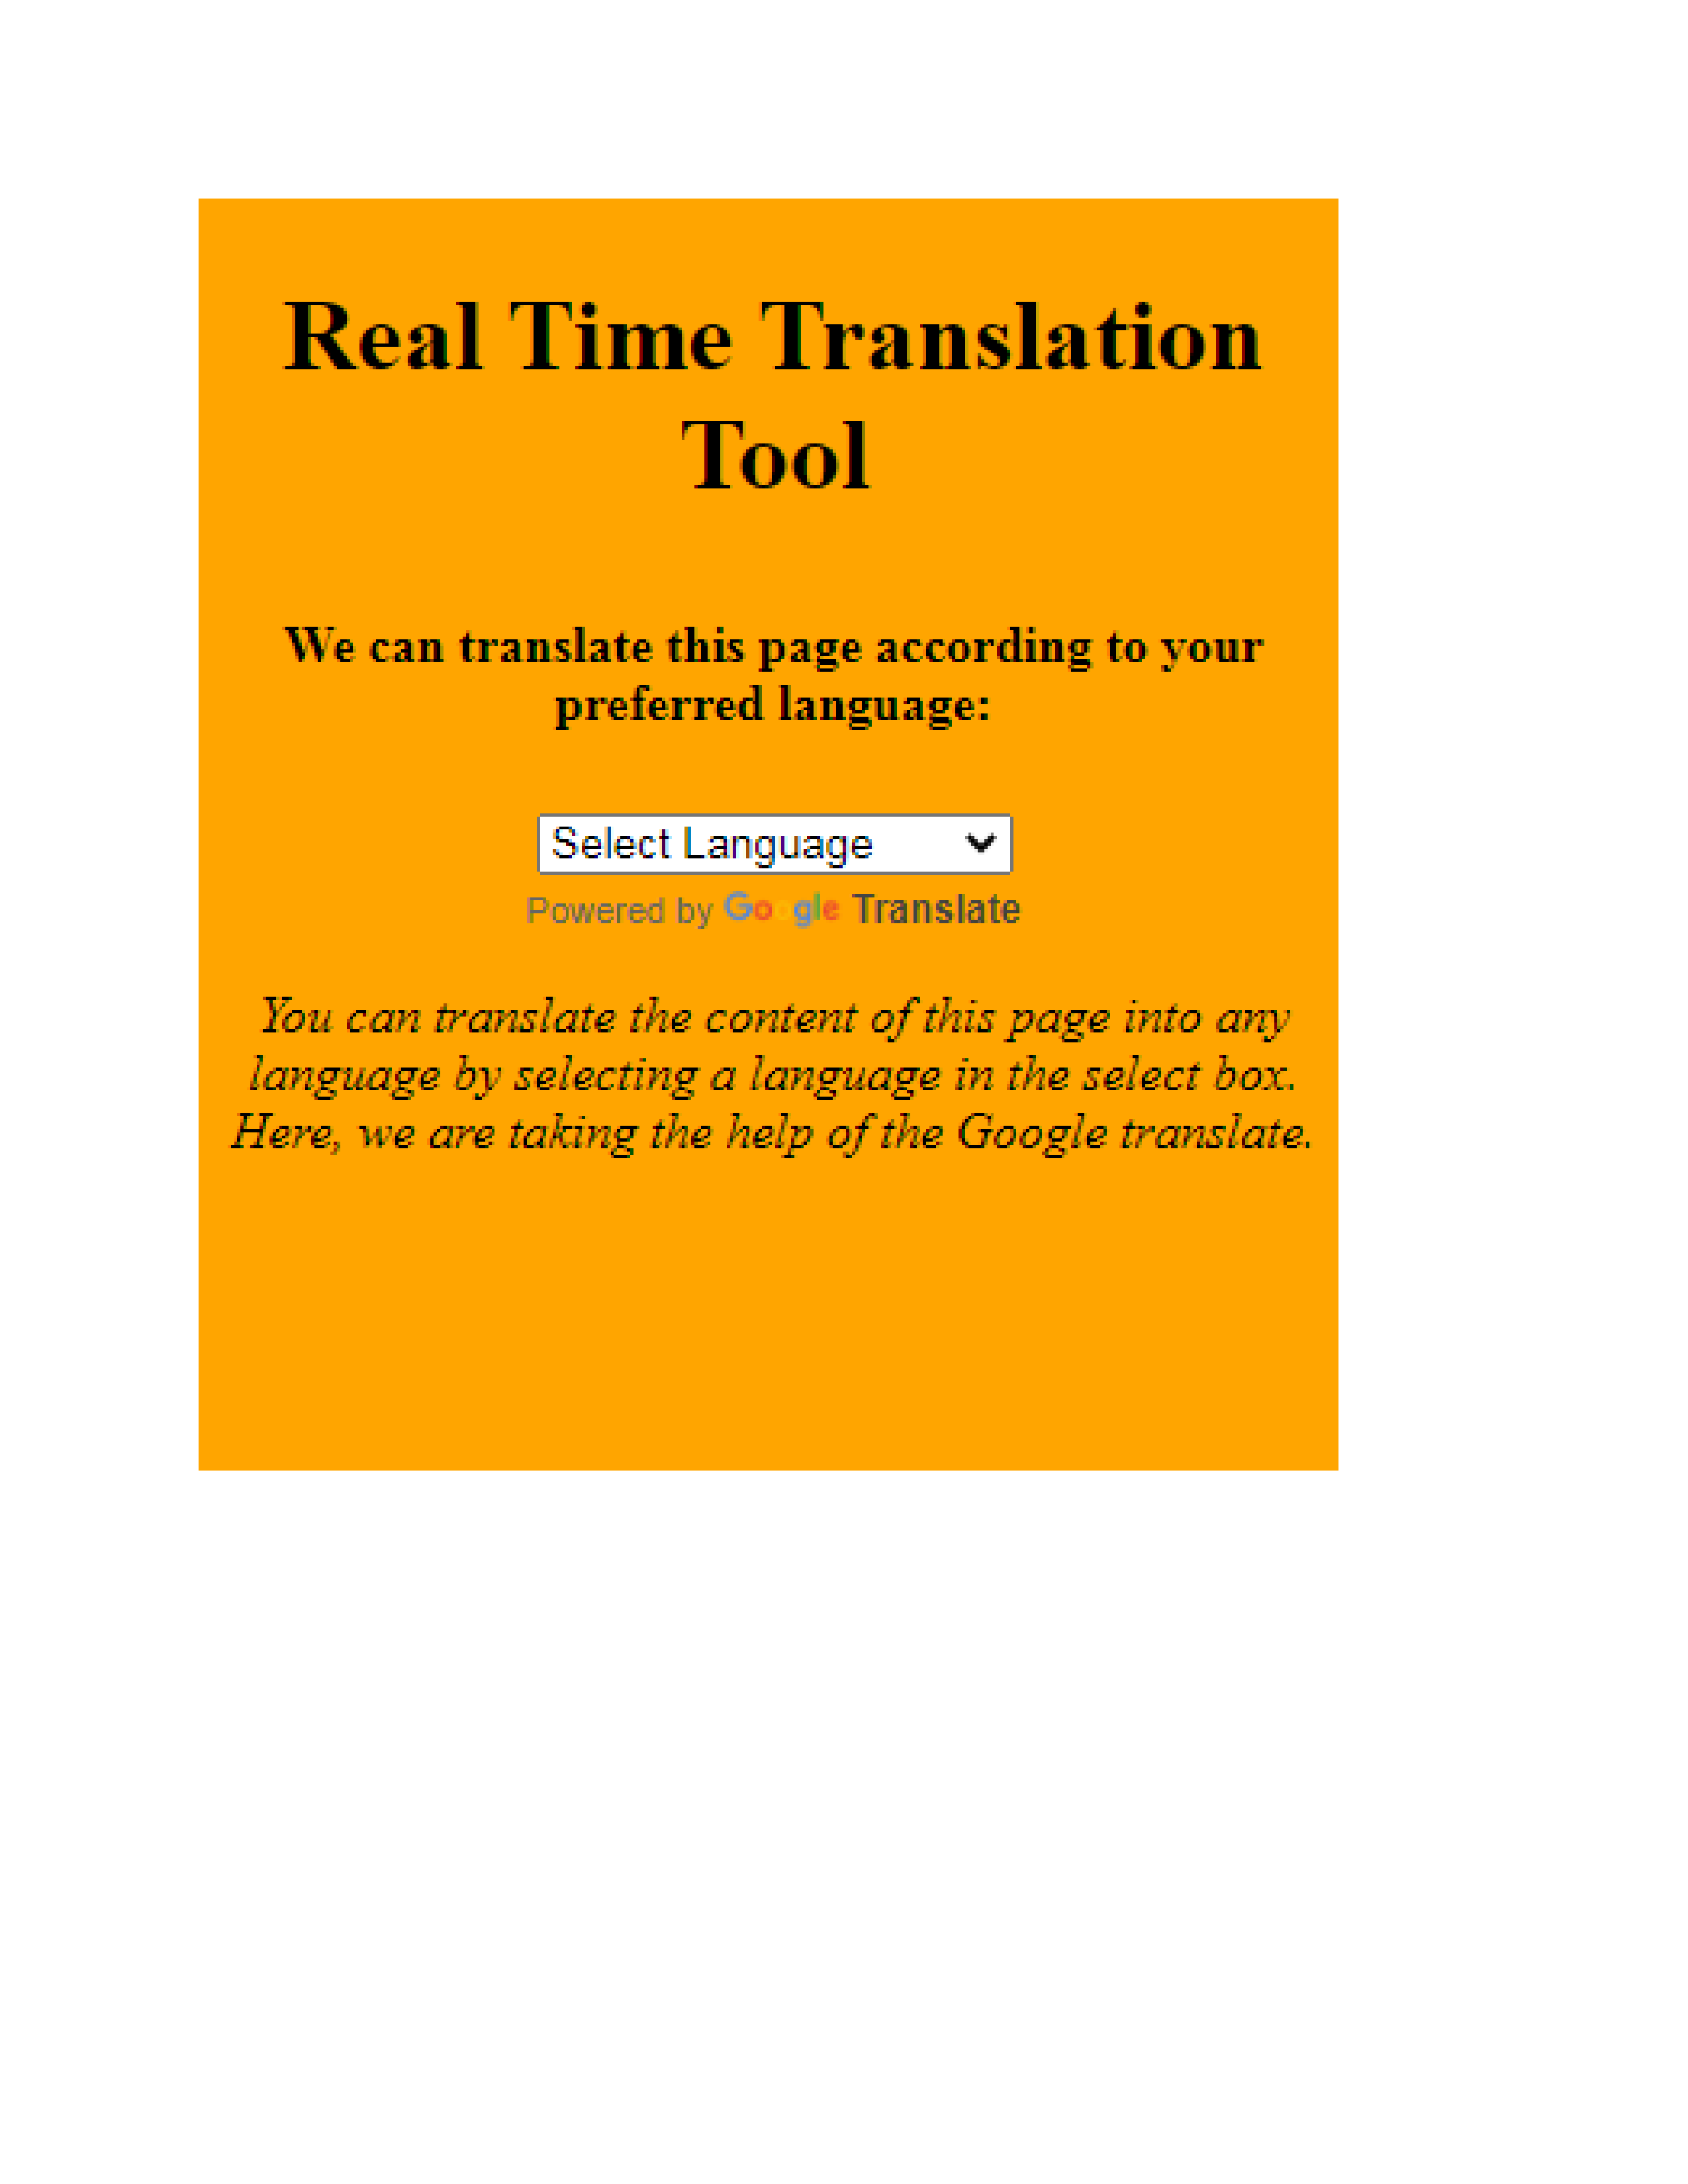 Real Time Translation
Tool
We can translate this page according to your
preferred language:
Select Language
Powered by Google Translate
You can translate the content of this page into any
language by selecting a language in the select box.
Here, we are taking the help of the Google translate.